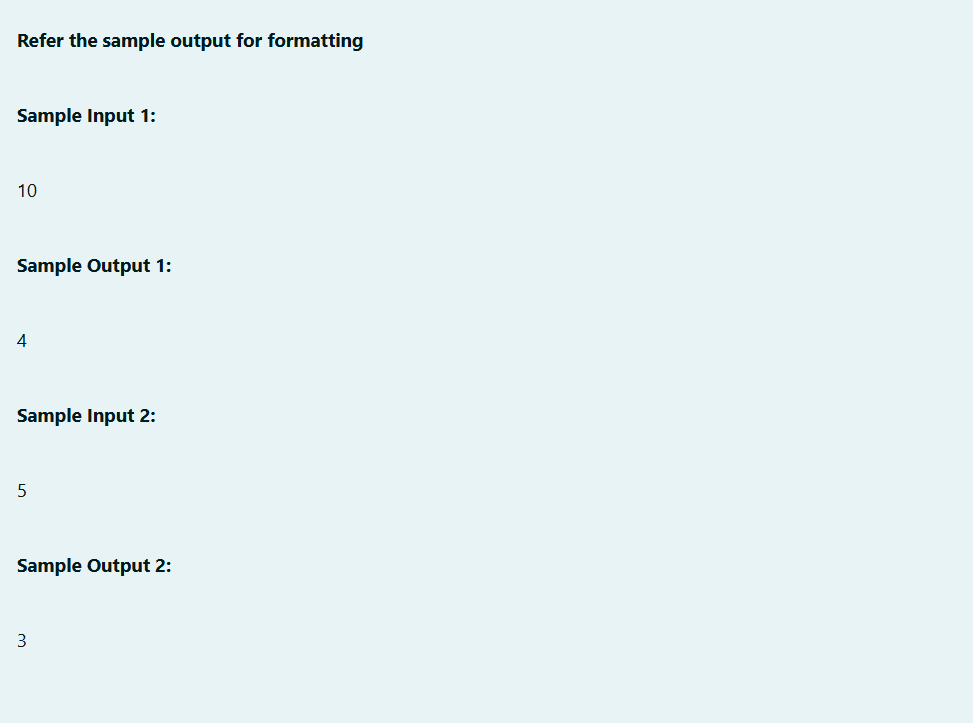 Refer the sample output for formatting
Sample Input 1:
10
Sample Output 1:
4
Sample Input 2:
5
Sample Output 2:
3